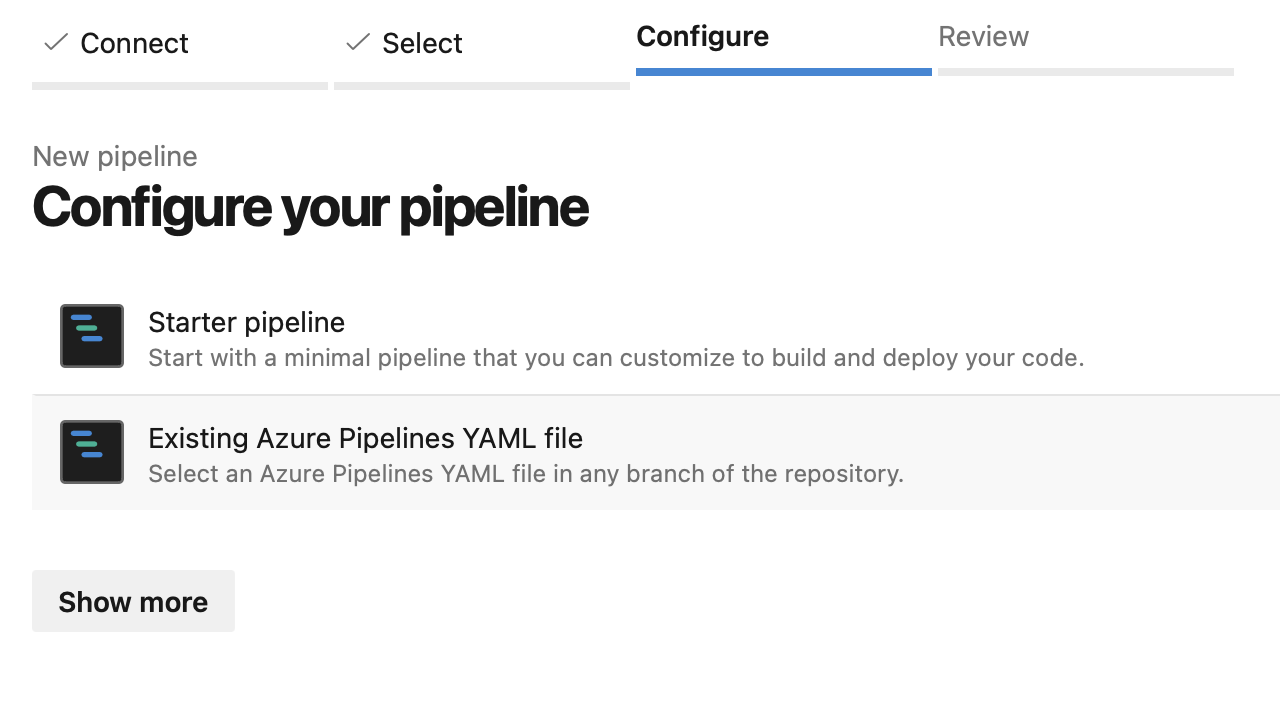 Connect
Select
Configure
Review
New pipeline
Configure your pipeline
Starter pipeline
Start with a minimal pipeline that you can customize to build and deploy your code.
Existing Azure Pipelines YAML file
Select an Azure Pipelines YAML file in any branch of the repository.
Show more